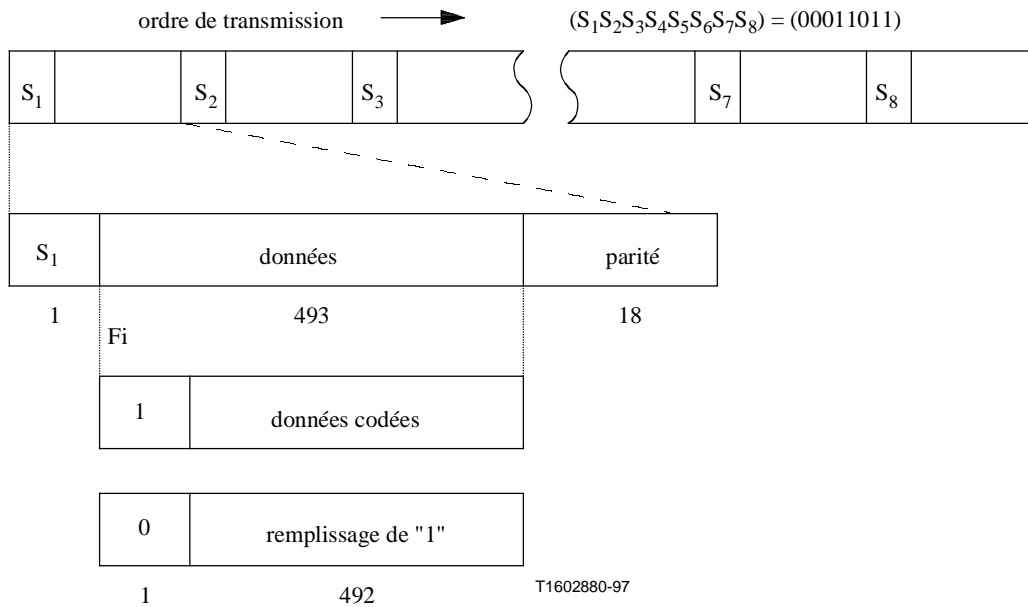 ordre de transmission (S1S2S3S4S5S6S7S8) = (00011011)
S1 S2 S3 S7 S8
S1 données parité
1 493 18
Fi
1 données codées
0 remplissage de "1"
1 492
T1602880-97